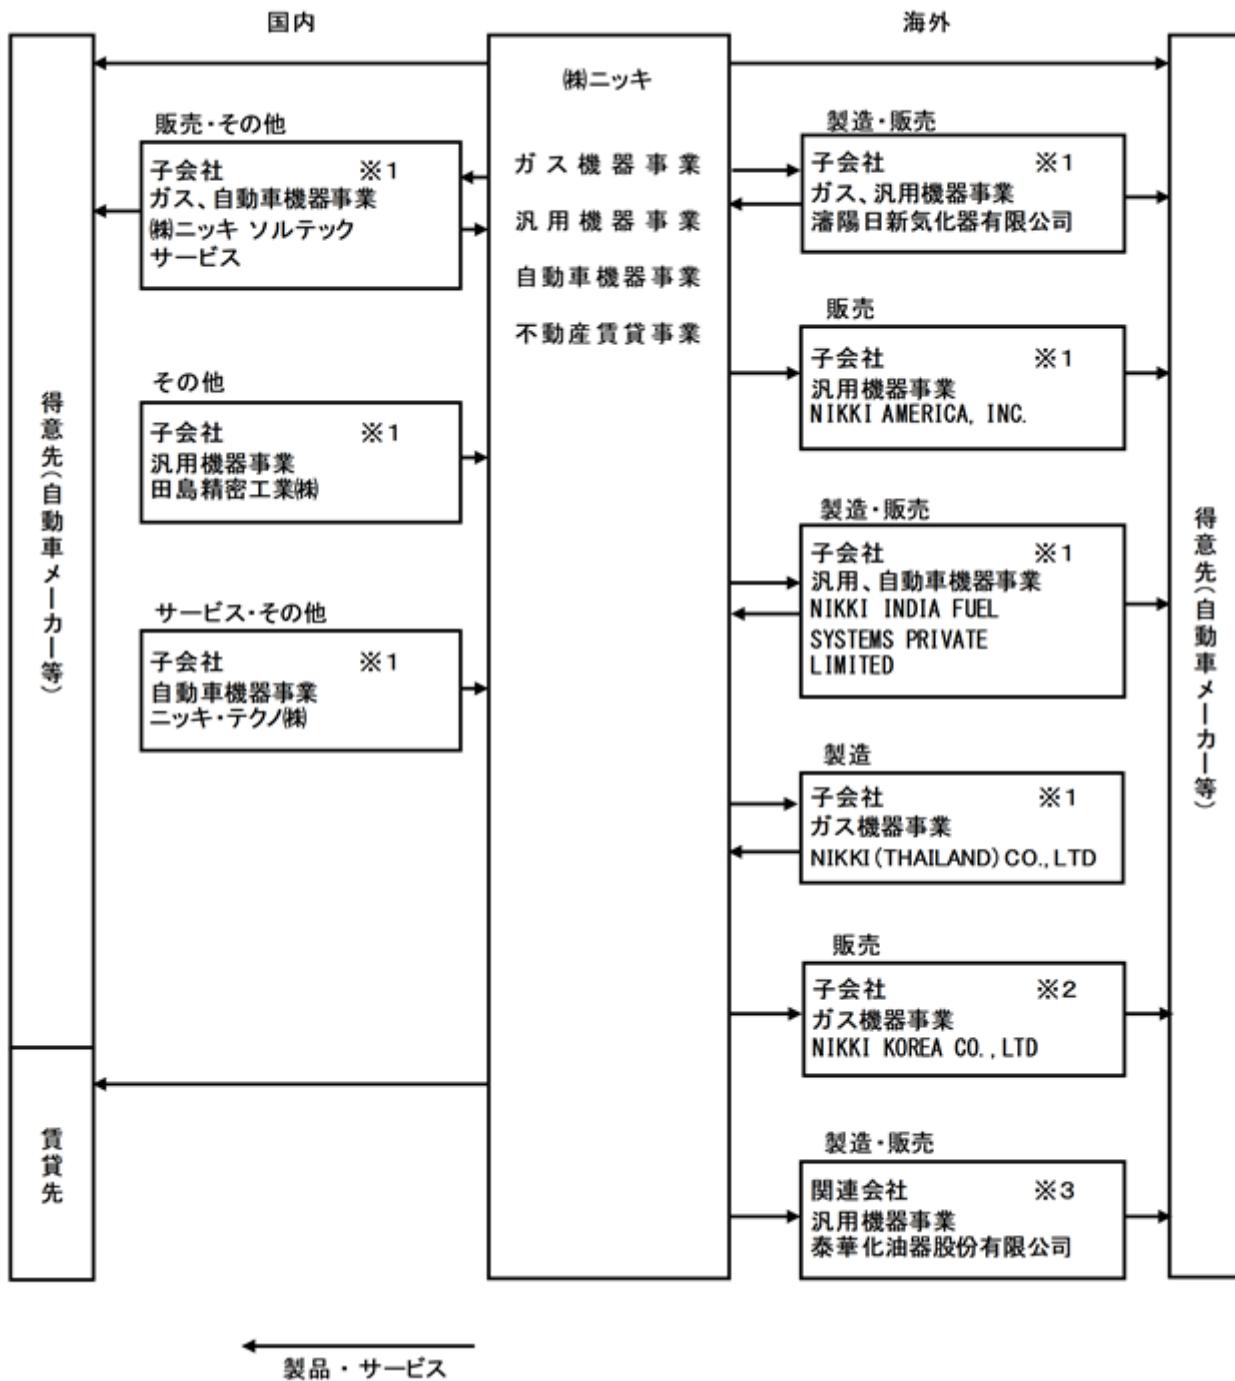 国内
海外
得意先(自動車メーカー等)
賃貸先
販売・その他
子会社 ※1
ガス、自動車機器事業
㈱ニッキ ソルテック
サービス
その他
子会社 ※1
汎用機器事業
田島精密工業㈱
サービス・その他
子会社 ※1
自動車機器事業
ニッキ・テクノ㈱
㈱ニッキ
ガス機器事業
汎用機器事業
自動車機器事業
不動産賃貸事業
製造・販売
子会社 ※1
ガス、汎用機器事業
瀋陽日新気化器有限公司
販売
子会社 ※1
汎用機器事業
NIKKI AMERICA, INC.
製造・販売
子会社 ※1
汎用、自動車機器事業
NIKKI INDIA FUEL
SYSTEMS PRIVATE
LIMITED
製造
子会社 ※1
ガス機器事業
NIKKI(THAILAND)CO.,LTD
販売
子会社 ※2
ガス機器事業
NIKKI KOREA CO.,LTD
製造・販売
関連会社 ※3
汎用機器事業
泰華化油器股份有限公司
得意先(自動車メーカー等)
製品・サービス